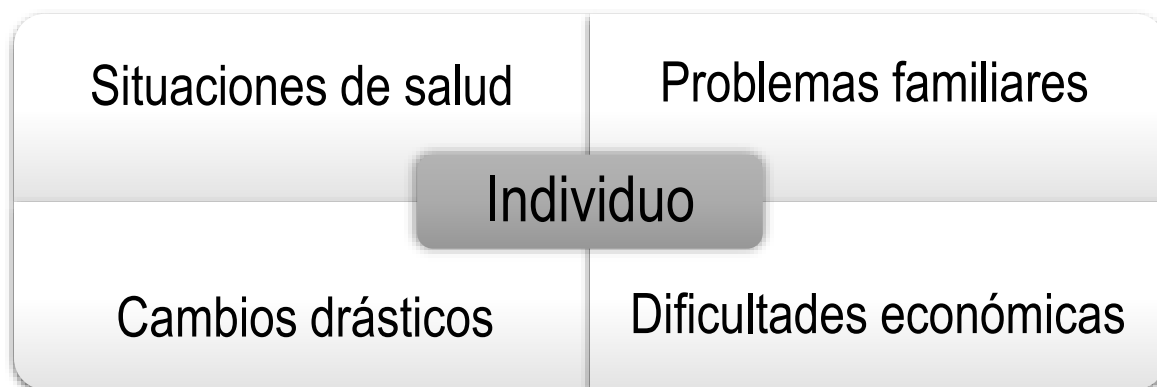 Situaciones de salud
Problemas familiares
Individuo
Cambios drásticos
Dificultades económicas